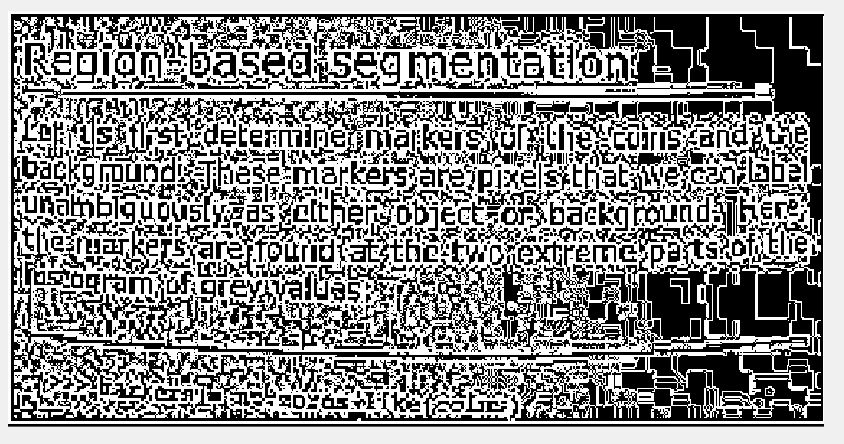 Region-based segmentation
Let us first determine markers of the coins and the
background. These markers are pixels that we can label
unambiguously as either object or background. Here,
the markers are found at the two extreme parts of the
histogram of grey values: